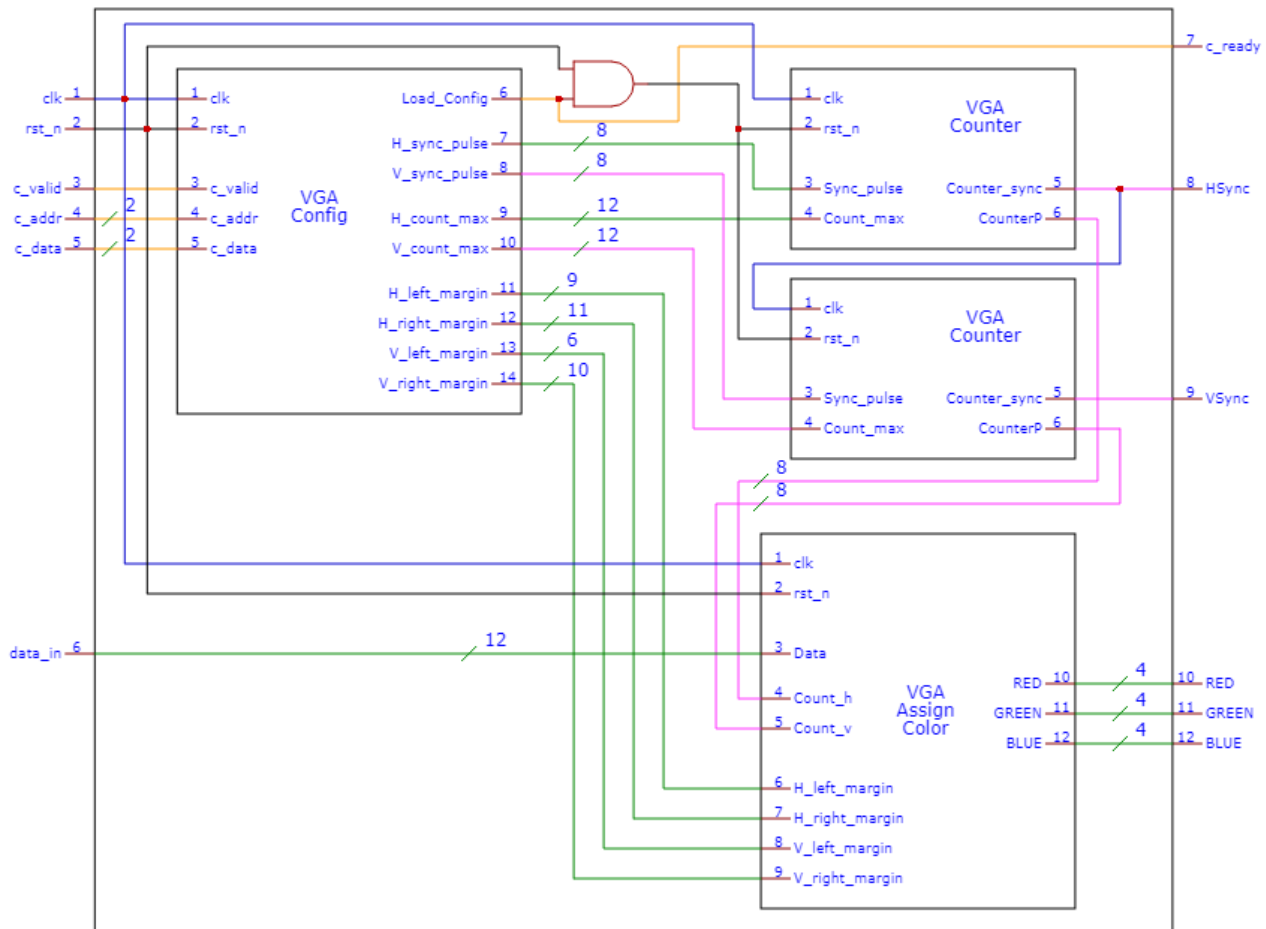 7 c_ready
clk 1 1 clk Load_Config 6 1 clk VGA
rst_n 2 2 rst_n 2 rst_n Counter
H_sync_pulse 7 8
V_sync_pulse 8 8
c_valid 3 3 c_valid VGA 3 Sync_pulse Counter_sync 5 8 HSync
c_addr 4 2 4 c_addr Config H_count_max 9 12 4 Count_max CounterP 6
c_data 5 2 5 c_data V_count_max 10 12
H_left_margin 11 9 1 clk VGA
H_right_margin 12 11 2 rst_n Counter
V_left_margin 13 6
V_right_margin 14 10
3 Sync_pulse Counter_sync 5 9 VSync
4 Count_max CounterP 6
8
8
1 clk
2 rst_n
data_in 6 12 3 Data
RED 10 4 10 RED
4 Count_h VGA
GREEN 11 4 11 GREEN
5 Count_v Assign
BLUE 12 4 12 BLUE
Color
6 H_left_margin
7 H_right_margin
8 V_left_margin
9 V_right_margin